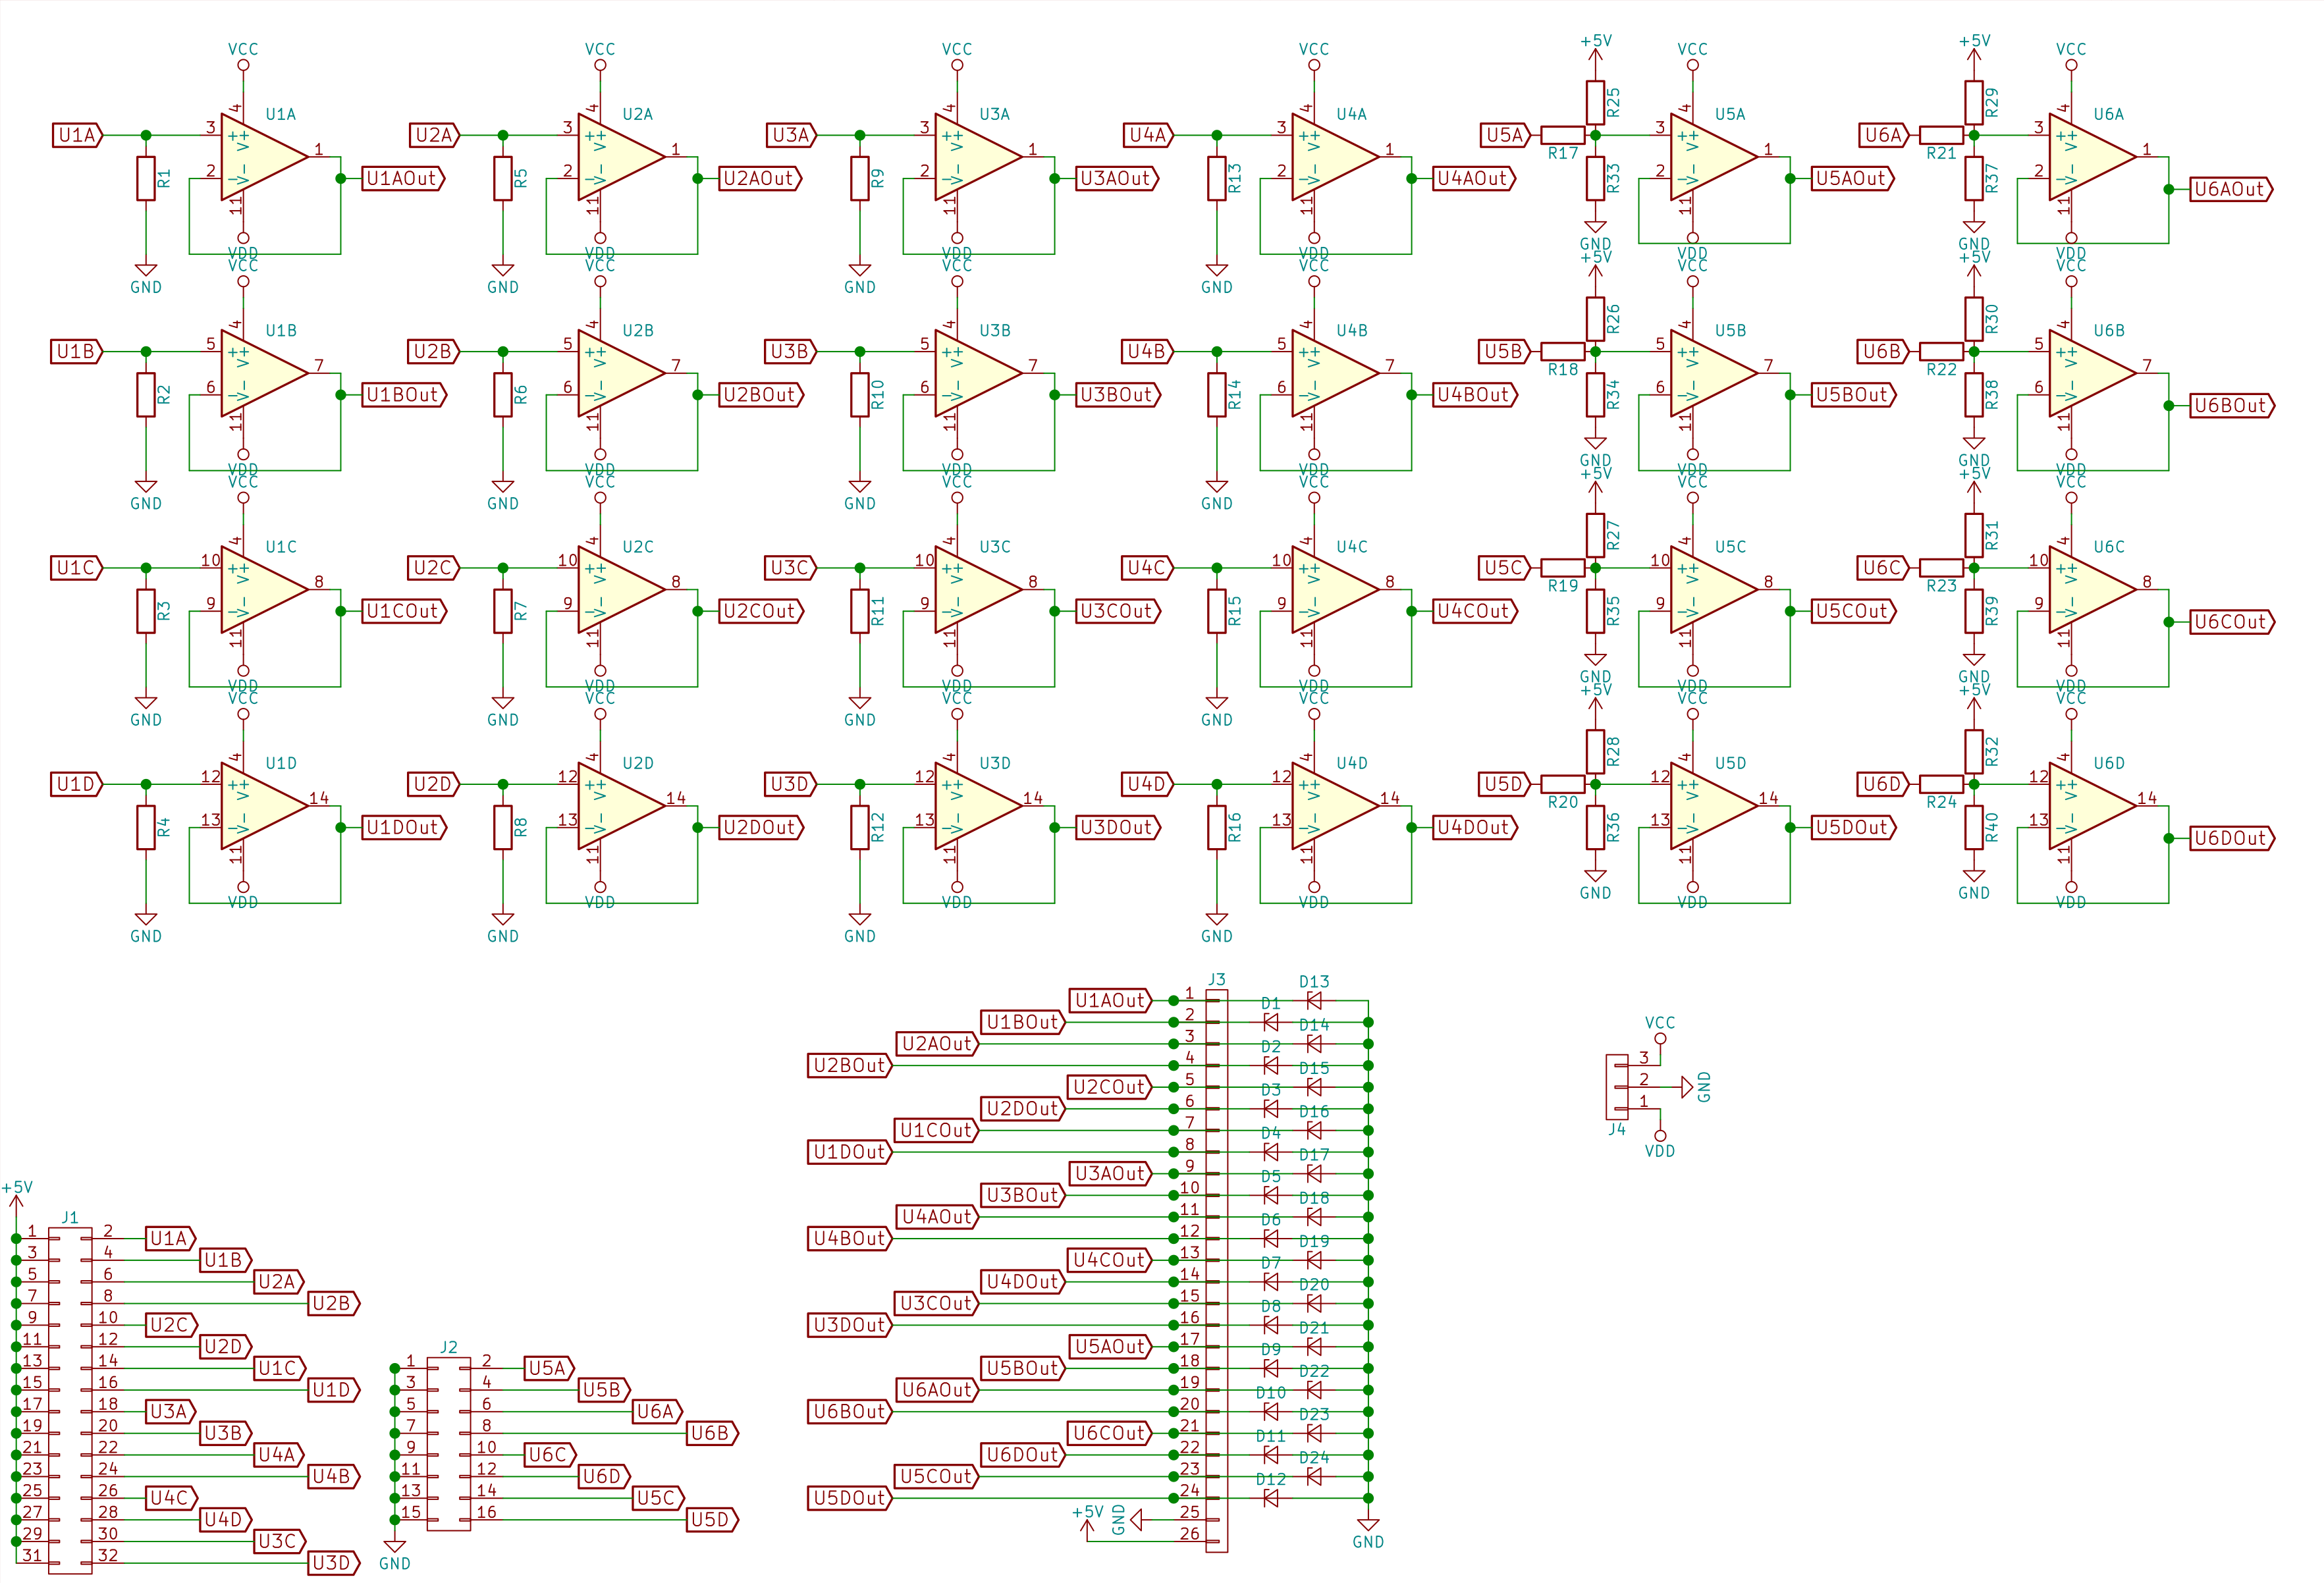 VCC VCC VCC VCC +5V VCC +5V VCC
U1A 3 2 4 11 1 U1A R1 U1AOut VDD GND
U2A 3 2 4 11 1 U2A R5 U2AOut VDD GND
U3A 3 2 4 11 1 U3A R9 U3AOut VDD GND
U4A 3 2 4 11 1 U4A R13 U4AOut VDD GND
U5A R17 R25 R33 3 2 4 11 1 U5A U5AOut VDD GND
U6A R21 R29 R37 3 2 4 11 1 U6A U6AOut VDD GND
VCC VCC VCC VCC +5V VCC +5V VCC
U1B 5 6 4 11 7 U1B R2 U1BOut VDD GND
U2B 5 6 4 11 7 U2B R6 U2BOut VDD GND
U3B 5 6 4 11 7 U3B R10 U3BOut VDD GND
U4B 5 6 4 11 7 U4B R14 U4BOut VDD GND
U5B R18 R26 R34 5 6 4 11 7 U5B U5BOut VDD GND
U6B R22 R30 R38 5 6 4 11 7 U6B U6BOut VDD GND
VCC VCC VCC VCC +5V VCC +5V VCC
U1C 10 9 4 11 8 U1C R3 U1COut VDD GND
U2C 10 9 4 11 8 U2C R7 U2COut VDD GND
U3C 10 9 4 11 8 U3C R11 U3COut VDD GND
U4C 10 9 4 11 8 U4C R15 U4COut VDD GND
U5C R19 R27 R35 10 9 4 11 8 U5C U5COut VDD GND
U6C R23 R31 R39 10 9 4 11 8 U6C U6COut VDD GND
VCC VCC VCC VCC +5V VCC +5V VCC
U1D 12 13 4 11 14 U1D R4 U1DOut VDD GND
U2D 12 13 4 11 14 U2D R8 U2DOut VDD GND
U3D 12 13 4 11 14 U3D R12 U3DOut VDD GND
U4D 12 13 4 11 14 U4D R16 U4DOut VDD GND
U5D R20 R28 R36 12 13 4 11 14 U5D U5DOut VDD GND
U6D R24 R32 R40 12 13 4 11 14 U6D U6DOut VDD GND
J3
U1AOut 1 D13
U1BOut 2 D1
U2AOut 3 D14
U2BOut 4 D2
U2COut 5 D15
U2DOut 6 D3
U1COut 7 D16
U1DOut 8 D4
U3AOut 9 D17
U3BOut 10 D5
U4AOut 11 D18
U4BOut 12 D6
U4COut 13 D19
U4DOut 14 D7
U3COut 15 D20
U3DOut 16 D8
U5AOut 17 D21
U5BOut 18 D9
U6AOut 19 D22
U6BOut 20 D10
U6COut 21 D23
U6DOut 22 D11
U5COut 23 D24
U5DOut 24 D12
+5V GND 25
26 GND
VCC
3
2 GND
1
J4 VDD
+5V
J1
1 2 U1A
3 4 U1B
5 6 U2A
7 8 U2B
9 10 U2C
11 12 U2D
13 14 U1C
15 16 U1D
17 18 U3A
19 20 U3B
21 22 U4A
23 24 U4B
25 26 U4C
27 28 U4D
29 30 U3C
31 32 U3D
J2
1 2 U5A
3 4 U5B
5 6 U6A
7 8 U6B
9 10 U6C
11 12 U6D
13 14 U5C
15 16 U5D
GND